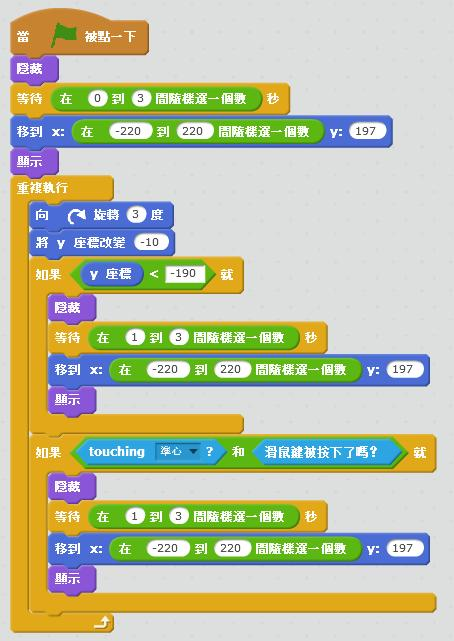 當 被點一下
隱藏
等待 在 0 到 3 間隨機選一個數 秒
移到 x: 在 -220 到 220 間隨機選一個數 y: 197
顯示
重複執行
向 旋轉 3 度
將 y 座標改變 -10
如果 y 座標 < -190 就
隱藏
等待 在 1 到 3 間隨機選一個數 秒
移到 x: 在 -220 到 220 間隨機選一個數 y: 197
顯示
如果 touching 準心 ? 和 滑鼠鍵被按下了嗎? 就
隱藏
等待 在 1 到 3 間隨機選一個數 秒
移到 x: 在 -220 到 220 間隨機選一個數 y: 197
顯示